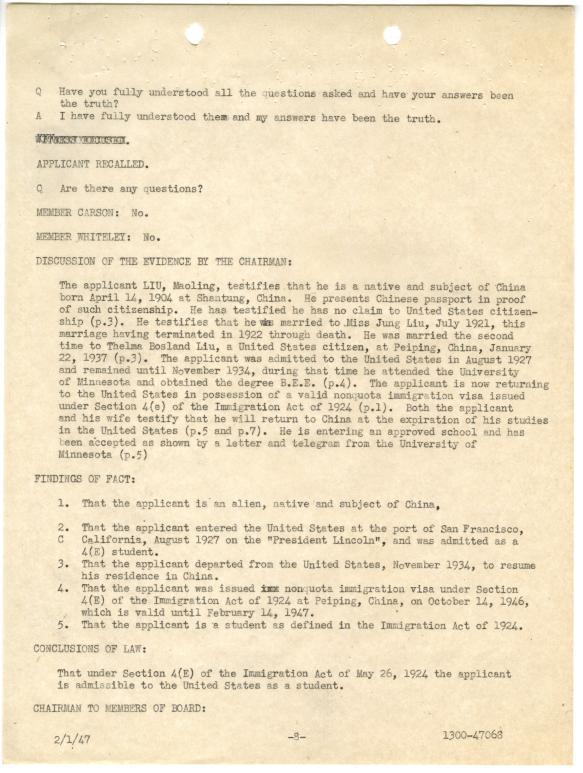 Q Have you fully understood all the questions asked and have your answers been
the truth?
A I have fully understood them and my answers have been the truth.
WITNESS EXCUSED.
APPLICANT RECALLED.
Q Are there any questions?
MEMBER CARSON: No.
MEMBER WHITELEY: No.
DISCUSSION OF THE EVIDENCE BY THE CHAIRMAN:
The applicant LIU, Maoling, testifies that he is a native and subject of China
born April 14, 1904 at Shantung, China. He presents Chinese passport in proof
of such citizenship. He has testified he has no claim to United States citizen-
ship (p.3). He testifies that he was married to Miss Jung Liu, July 1921, this
marriage having terminated in 1922 through death. He was married the second
time to Thelma Bosland Liu, a United States citizen, at Peiping, China, January
22, 1937 (p.3). The applicant was admitted to the United States in August 1927
and remained until November 1934, during that time he attended the University
of Minnesota and obtained the degree B.E.E. (p.4). The applicant is now returning
to the United States in possession of a valid nonquota immigration visa issued
under Section 4(e) of the Immigration Act of 1924 (p.1). Both the applicant
and his wife testify that he will return to China at the expiration of his studies
in the United States (p.5 and p.7). He is entering an approved school and has
been accepted as shown by a letter and telegram from the University of
Minnesota (p.5)
FINDINGS OF FACT:
1. That the applicant is an alien, native and subject of China,
2. That the applicant entered the United States at the port of San Francisco,
C California, August 1927 on the "President Lincoln", and was admitted as a
4(E) student.
3. That the applicant departed from the United States, November 1934, to resume
his residence in China.
4. That the applicant was issued nonquota immigration visa under Section
4(E) of the Immigration Act of 1924 at Peiping, China, on October 14, 1946,
which is valid until February 14, 1947.
5. That the applicant is a student as defined in the Immigration Act of 1924.
CONCLUSIONS OF LAW:
That under Section 4(E) of the Immigration Act of May 26, 1924 the applicant
is admissible to the United States as a student.
CHAIRMAN TO MEMBERS OF BOARD:
2/1/47 -8- 1300-47068